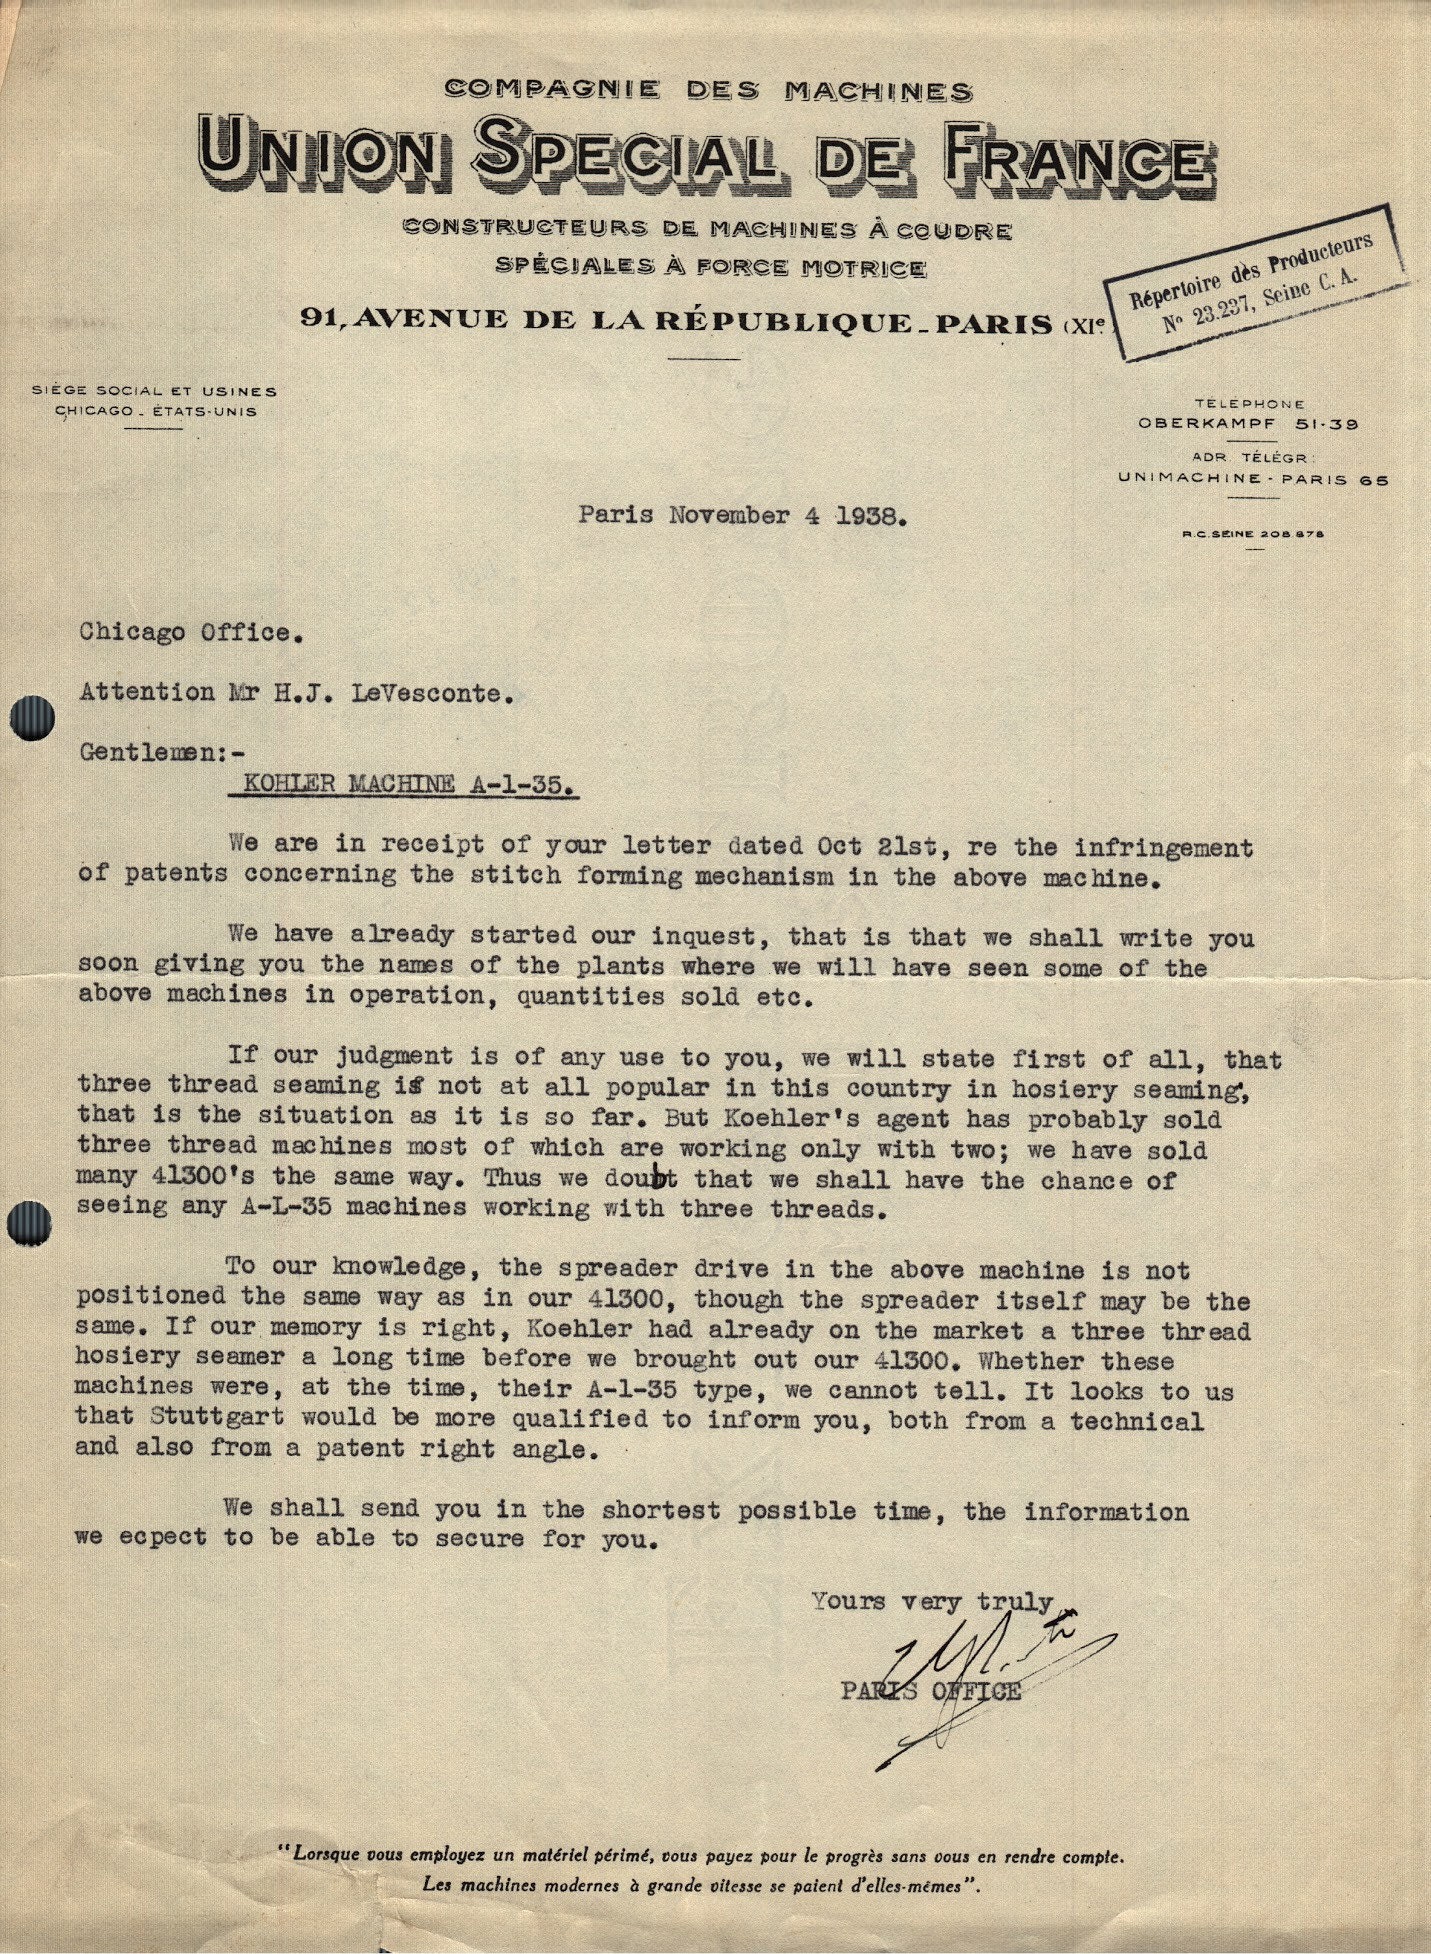 COMPAGNIE DES MACHINES
UNION SPECIAL DE FRANCE
CONSTRUCTEURS DE MACHINES À COUDRE
SPÉCIALES À FORCE MOTRICE
91, AVENUE DE LA RÉPUBLIQUE - PARIS (XIe)
Répertoire des Producteurs
No 23.237, Seine C. A.
SIÈGE SOCIAL ET USINES
CHICAGO - ÉTATS-UNIS
TÉLÉPHONE
OBERKAMPF 51-39
ADR. TÉLÉGR:
UNIMACHINE - PARIS 65
R.C. SEINE 208.878
Paris November 4 1938.
Chicago Office.
Attention Mr H.J. LeVesconte.
Gentlemen:-
KOHLER MACHINE A-1-35.
We are in receipt of your letter dated Oct 21st, re the infringement
of patents concerning the stitch forming mechanism in the above machine.
We have already started our inquest, that is that we shall write you
soon giving you the names of the plants where we will have seen some of the
above machines in operation, quantities sold etc.
If our judgment is of any use to you, we will state first of all, that
three thread seaming is not at all popular in this country in hosiery seaming,
that is the situation as it is so far. But Koehler's agent has probably sold
three thread machines most of which are working only with two; we have sold
many 41300's the same way. Thus we doubt that we shall have the chance of
seeing any A-L-35 machines working with three threads.
To our knowledge, the spreader drive in the above machine is not
positioned the same way as in our 41300, though the spreader itself may be the
same. If our memory is right, Koehler had already on the market a three thread
hosiery seamer a long time before we brought out our 41300. Whether these
machines were, at the time, their A-1-35 type, we cannot tell. It looks to us
that Stuttgart would be more qualified to inform you, both from a technical
and also from a patent right angle.
We shall send you in the shortest possible time, the information
we ecpect to be able to secure for you.
Yours very truly
PARIS OFFICE
"Lorsque vous employez un matériel périmé, vous payez pour le progrès sans vous en rendre compte.
Les machines modernes à grande vitesse se paient d'elles-mêmes".